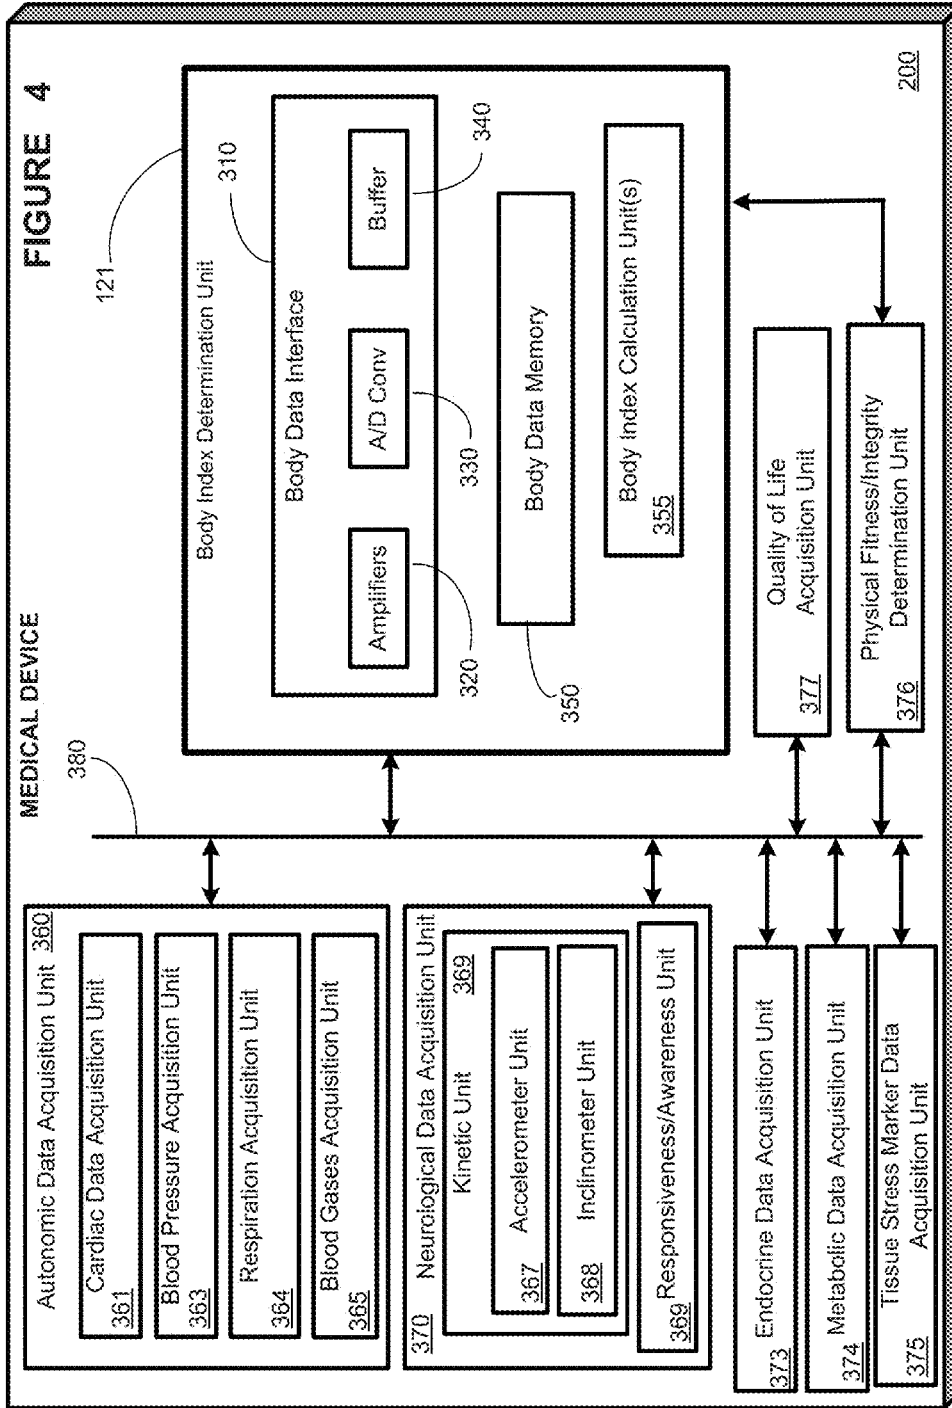 FIGURE 4
MEDICAL DEVICE
200
380
121
Autonomic Data Acquisition Unit 360
Cardiac Data Acquisition Unit
361
Blood Pressure Acquisition Unit
363
Respiration Acquisition Unit
364
Blood Gases Acquisition Unit
365
370
Neurological Data Acquisition Unit
Kinetic Unit
369
Accelerometer Unit
367
Inclinometer Unit
368
Responsiveness/Awareness Unit
369
Endocrine Data Acquisition Unit
373
Metabolic Data Acquisition Unit
374
Tissue Stress Marker Data
Acquisition Unit
375
Body Index Determination Unit
310
Body Data Interface
Amplifiers
A/D Conv
Buffer
320
330
340
Body Data Memory
350
Body Index Calculation Unit(s)
355
Quality of Life
Acquisition Unit
377
Physical Fitness/Integrity
Determination Unit
376